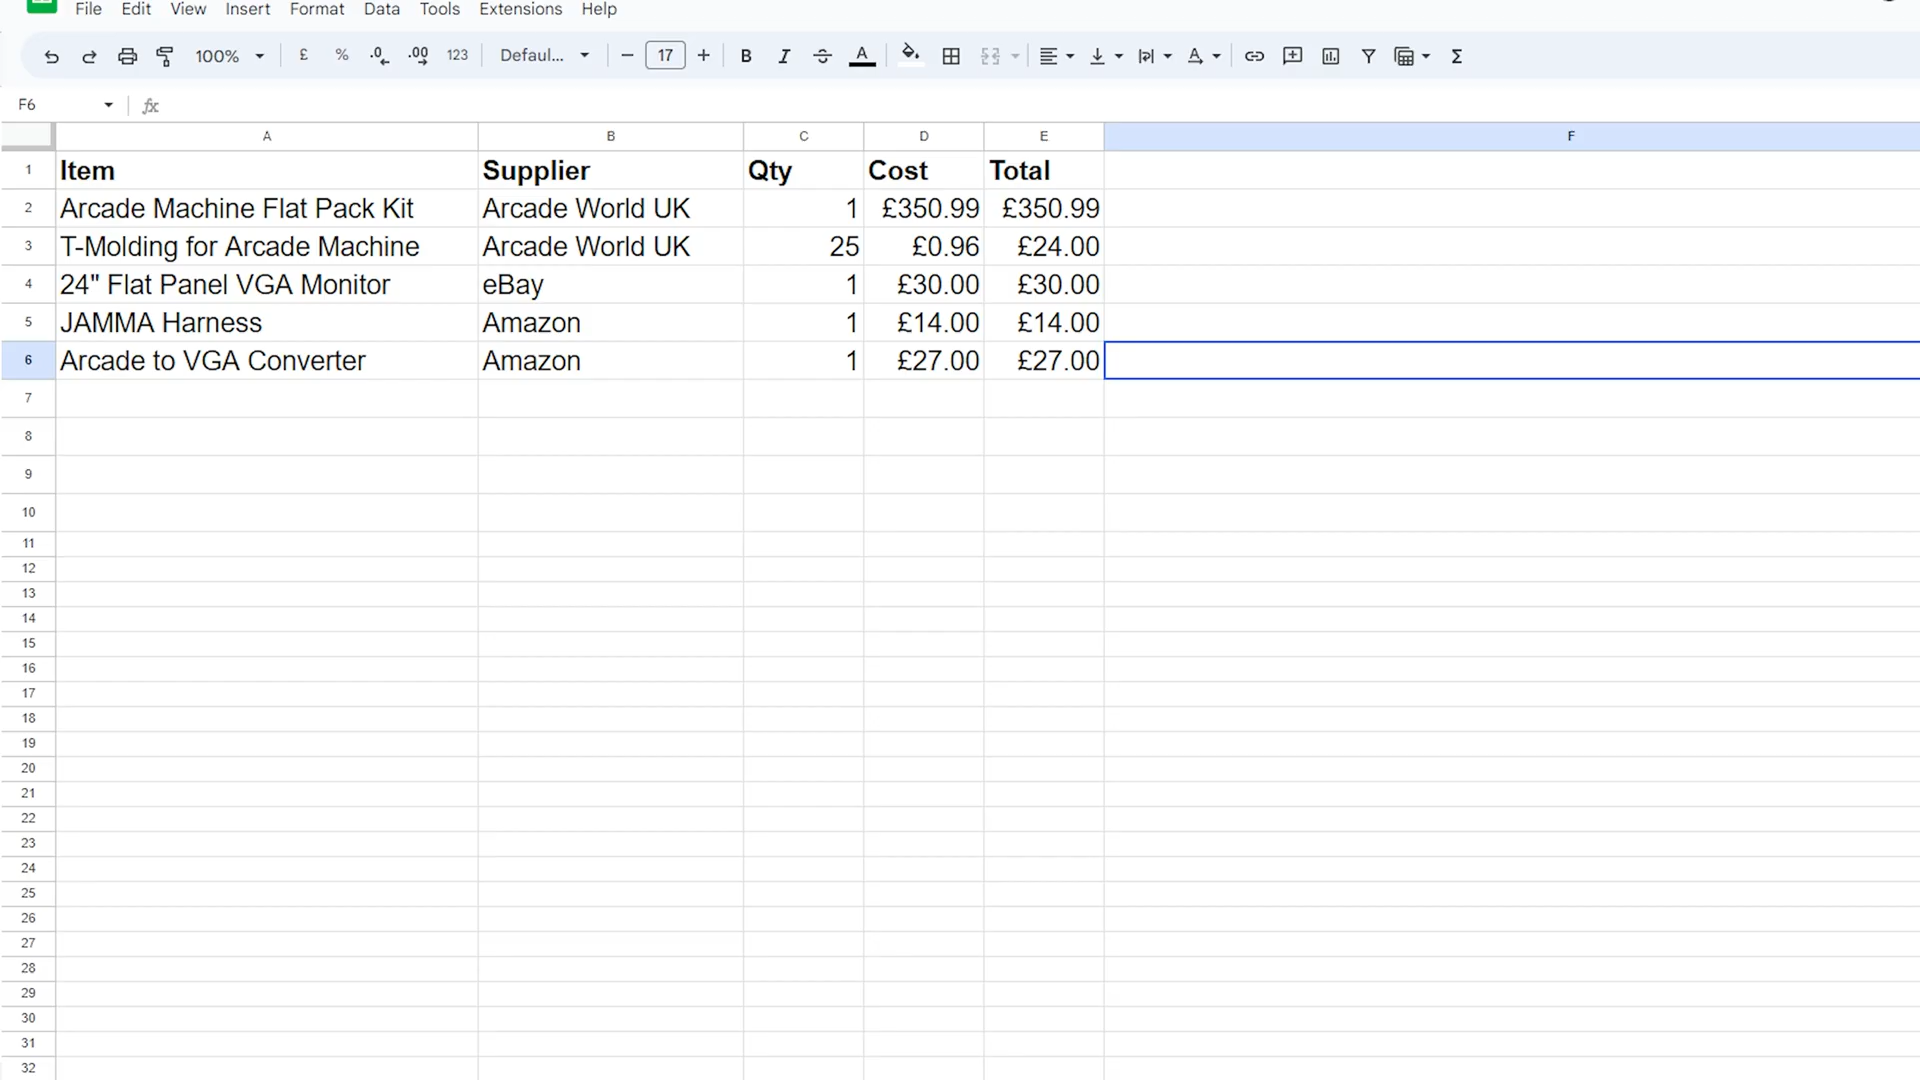 File Edit View Insert Format Data Tools Extensions Help
100% £ % .0 .00 123 Defaul... − 17 + B I S A A Σ
F6 fx
A B C D E F
1 Item Supplier Qty Cost Total
2 Arcade Machine Flat Pack Kit Arcade World UK 1 £350.99 £350.99
3 T-Molding for Arcade Machine Arcade World UK 25 £0.96 £24.00
4 24" Flat Panel VGA Monitor eBay 1 £30.00 £30.00
5 JAMMA Harness Amazon 1 £14.00 £14.00
6 Arcade to VGA Converter Amazon 1 £27.00 £27.00
7
8
9
10
11
12
13
14
15
16
17
18
19
20
21
22
23
24
25
26
27
28
29
30
31
32